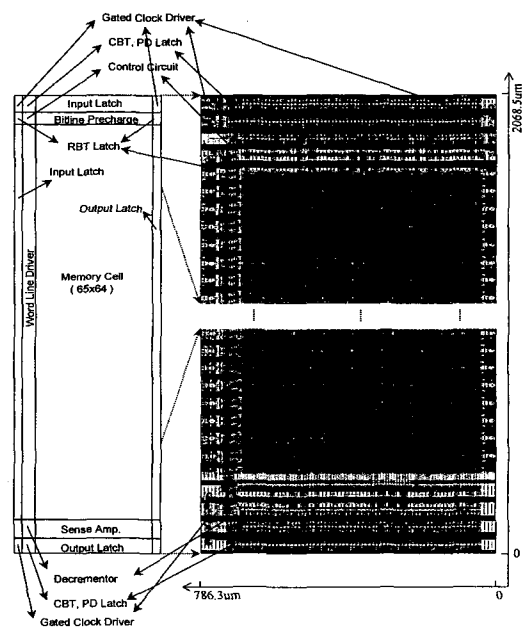 Gated Clock Driver
CBT, PD Latch
Control Circuit
Input Latch
Bitline Precharge
RBT Latch
Input Latch
Output Latch
Word Line Driver
Memory Cell
( 65x64 )
Sense Amp.
Output Latch
Decrementor
CBT, PD Latch
Gated Clock Driver
2068.5um
0
786.3um
0